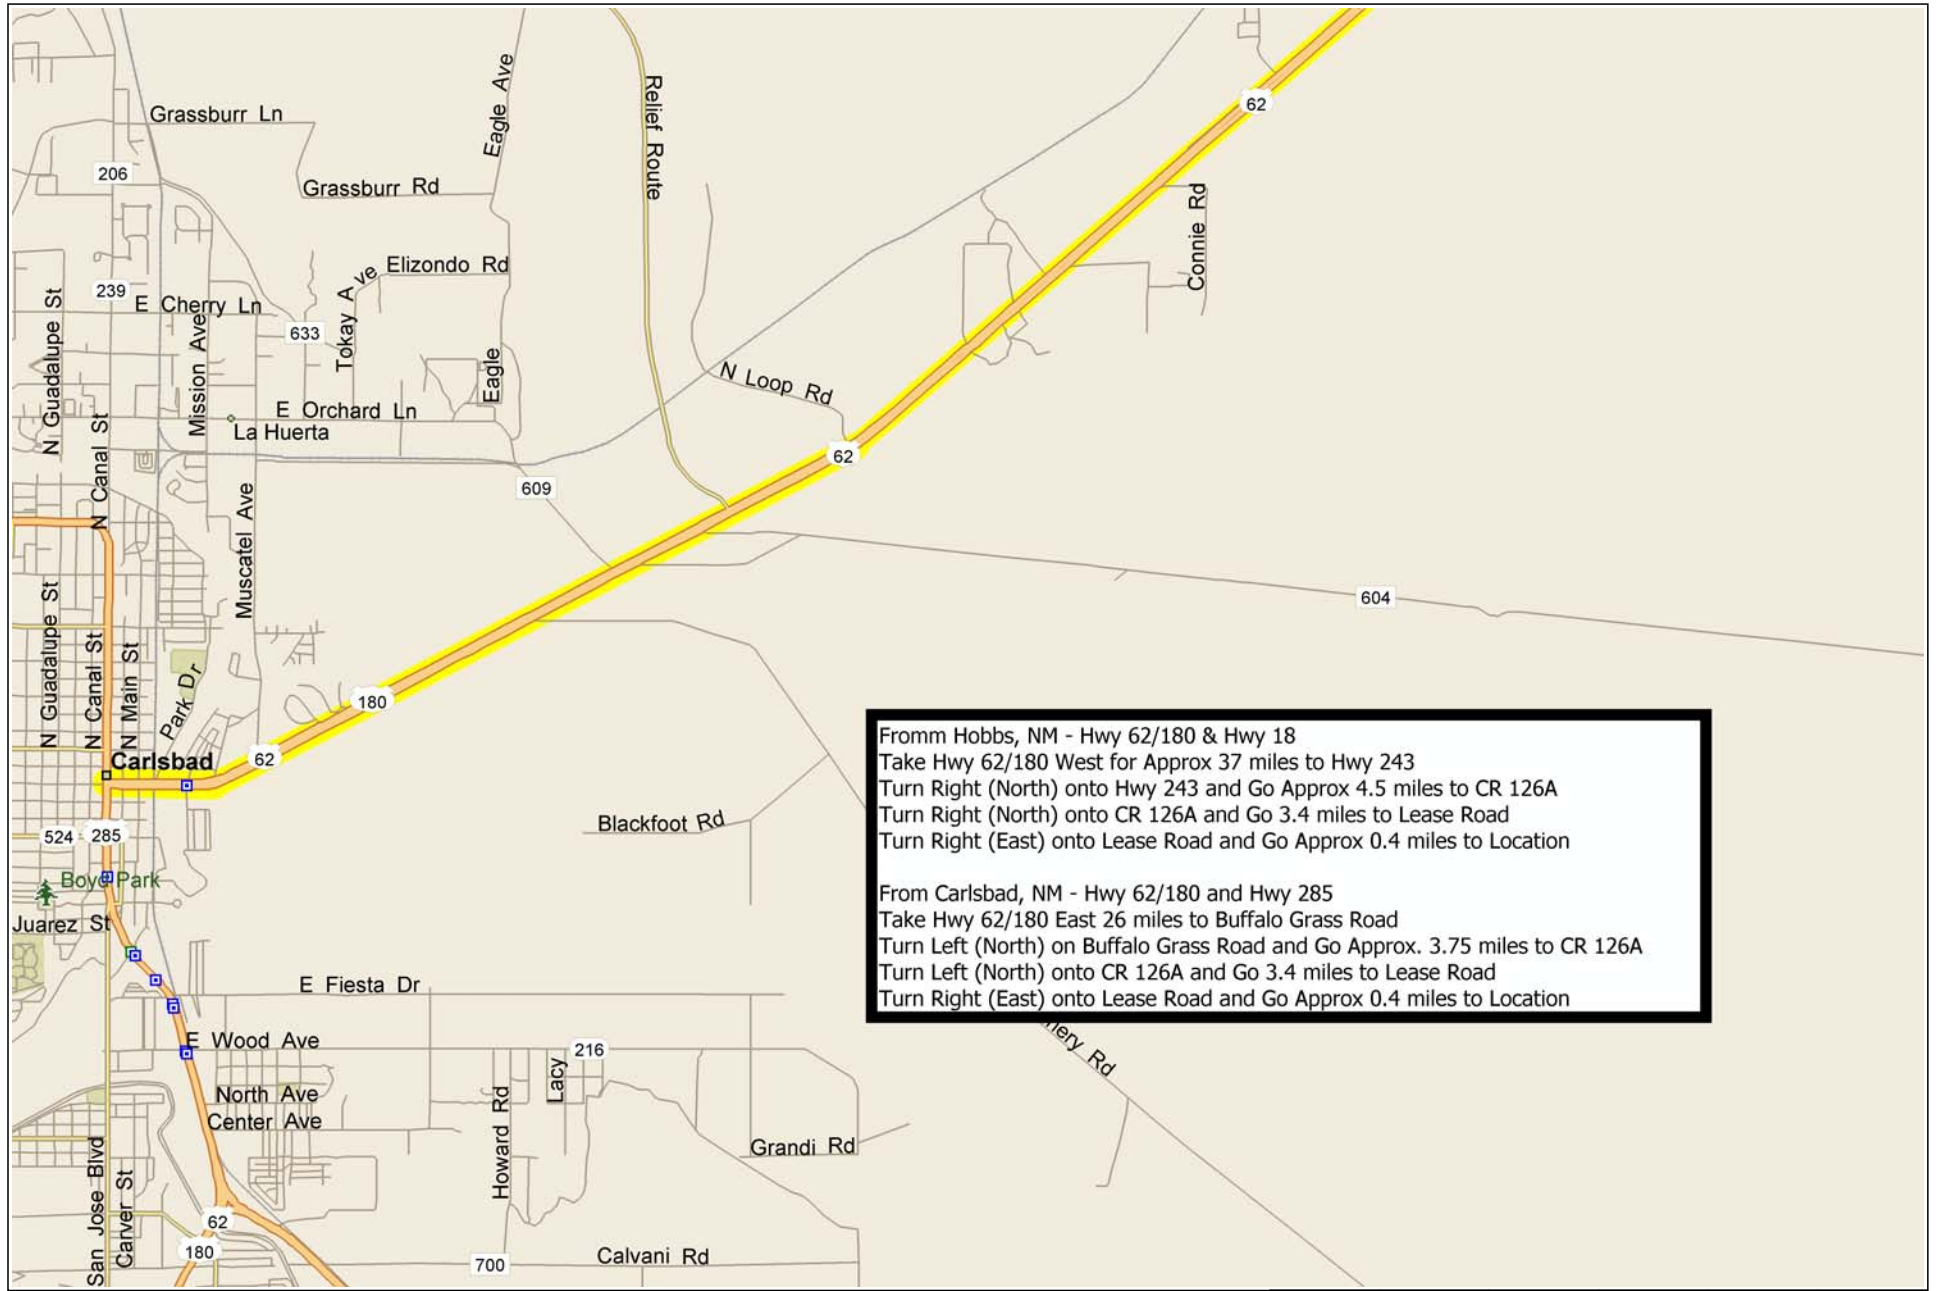 Grassburr Ln
206
Grassburr Rd
Eagle Ave
Relief Route
62
Connie Rd
Elizondo Rd
Tokay Ave
239
E Cherry Ln
633
N Guadalupe St
Mission Ave
Eagle
N Loop Rd
E Orchard Ln
La Huerta
N Canal St
62
609
Muscatel Ave
604
N Guadalupe St
N Canal St
N Main St
Park Dr
180
62
Carlsbad
Fromm Hobbs, NM - Hwy 62/180 & Hwy 18
Take Hwy 62/180 West for Approx 37 miles to Hwy 243
Turn Right (North) onto Hwy 243 and Go Approx 4.5 miles to CR 126A
Turn Right (North) onto CR 126A and Go 3.4 miles to Lease Road
Turn Right (East) onto Lease Road and Go Approx 0.4 miles to Location
From Carlsbad, NM - Hwy 62/180 and Hwy 285
Take Hwy 62/180 East 26 miles to Buffalo Grass Road
Turn Left (North) on Buffalo Grass Road and Go Approx. 3.75 miles to CR 126A
Turn Left (North) onto CR 126A and Go 3.4 miles to Lease Road
Turn Right (East) onto Lease Road and Go Approx 0.4 miles to Location
Blackfoot Rd
524
285
Boyd Park
Juarez St
E Fiesta Dr
E Wood Ave
216
Rd
North Ave
Center Ave
Howard Rd
Lacy
Grandi Rd
San Jose Blvd
Carver St
62
180
700
Calvani Rd